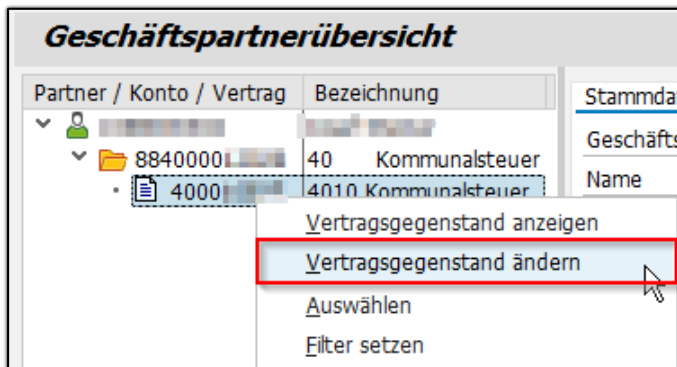 Geschäftspartnerübersicht
Partner / Konto / Vertrag Bezeichnung Stammda
Geschäfts
8840000 40 Kommunalsteuer
Name
4000 4010 Kommunalsteuer
Vertragsgegenstand anzeigen
Vertragsgegenstand ändern
Auswählen
Filter setzen